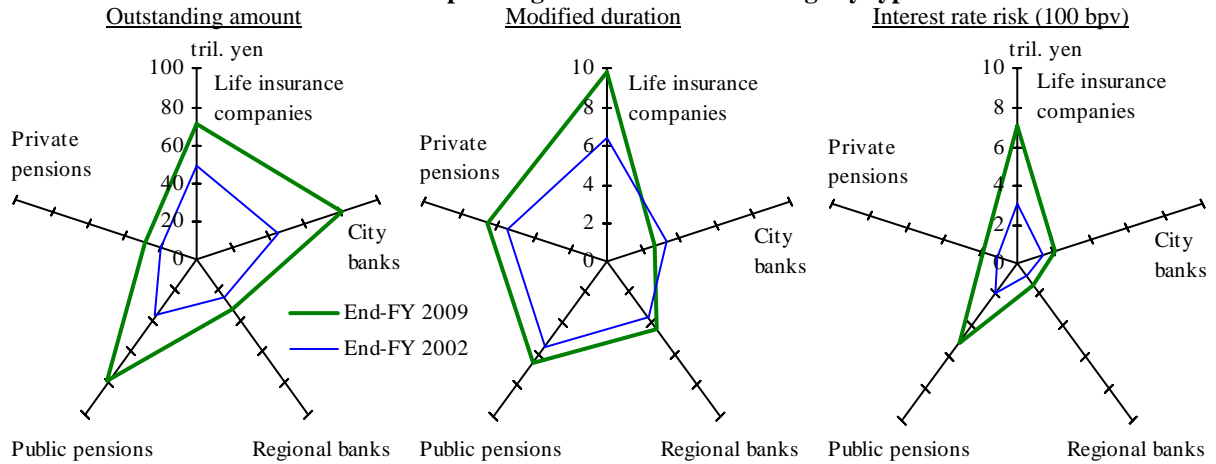 Outstanding amount
tril. yen
100
80
60
40
20
0
Life insurance
companies
Private
pensions
City
banks
End-FY 2009
End-FY 2002
Public pensions
Regional banks
Modified duration
10
8
6
4
2
0
Life insurance
companies
Private
pensions
City
banks
Public pensions
Regional banks
Interest rate risk (100 bpv)
tril. yen
10
8
6
4
2
0
Life insurance
companies
Private
pensions
City
banks
Public pensions
Regional banks